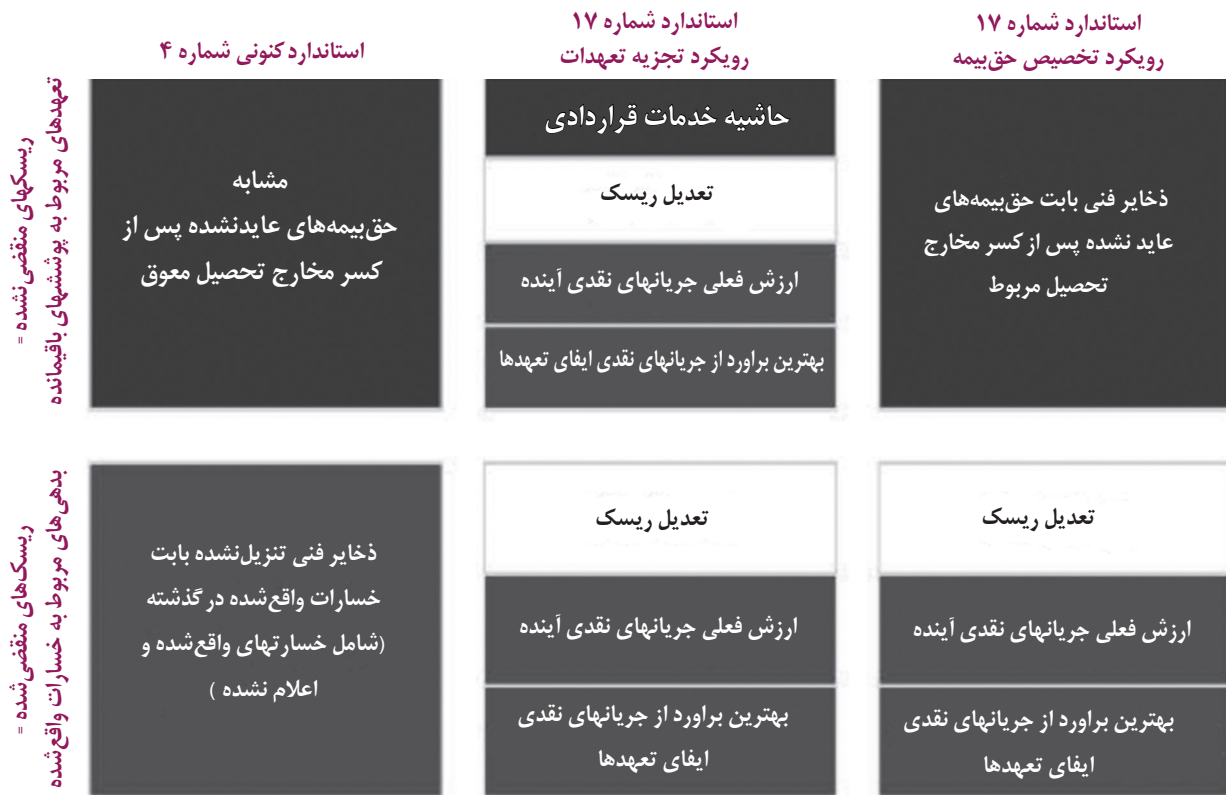 استاندارد شماره ۱۷
رویکرد تخصیص حق‌بیمه
استاندارد شماره ۱۷
رویکرد تجزیه تعهدات
استاندارد کنونی شماره ۴
ریسکهای منقضی‌نشده =
تعهدهای مربوط به پوششهای باقیمانده
ذخایر فنی بابت حق‌بیمه‌های
عاید نشده پس از کسر مخارج
تحصیل مربوط
حاشیه خدمات قراردادی
تعدیل ریسک
ارزش فعلی جریانهای نقدی آینده
بهترین براورد از جریانهای نقدی ایفای تعهدها
مشابه
حق‌بیمه‌های عایدنشده پس از
کسر مخارج تحصیل معوق
ریسک‌های منقضی‌شده =
بدهی‌های مربوط به خسارات واقع‌شده
تعدیل ریسک
ارزش فعلی جریانهای نقدی آینده
بهترین براورد از جریانهای نقدی
ایفای تعهدها
تعدیل ریسک
ارزش فعلی جریانهای نقدی آینده
بهترین براورد از جریانهای نقدی
ایفای تعهدها
ذخایر فنی تنزیل‌نشده بابت
خسارات واقع‌شده در گذشته
(شامل خسارتهای واقع‌شده و
اعلام نشده )